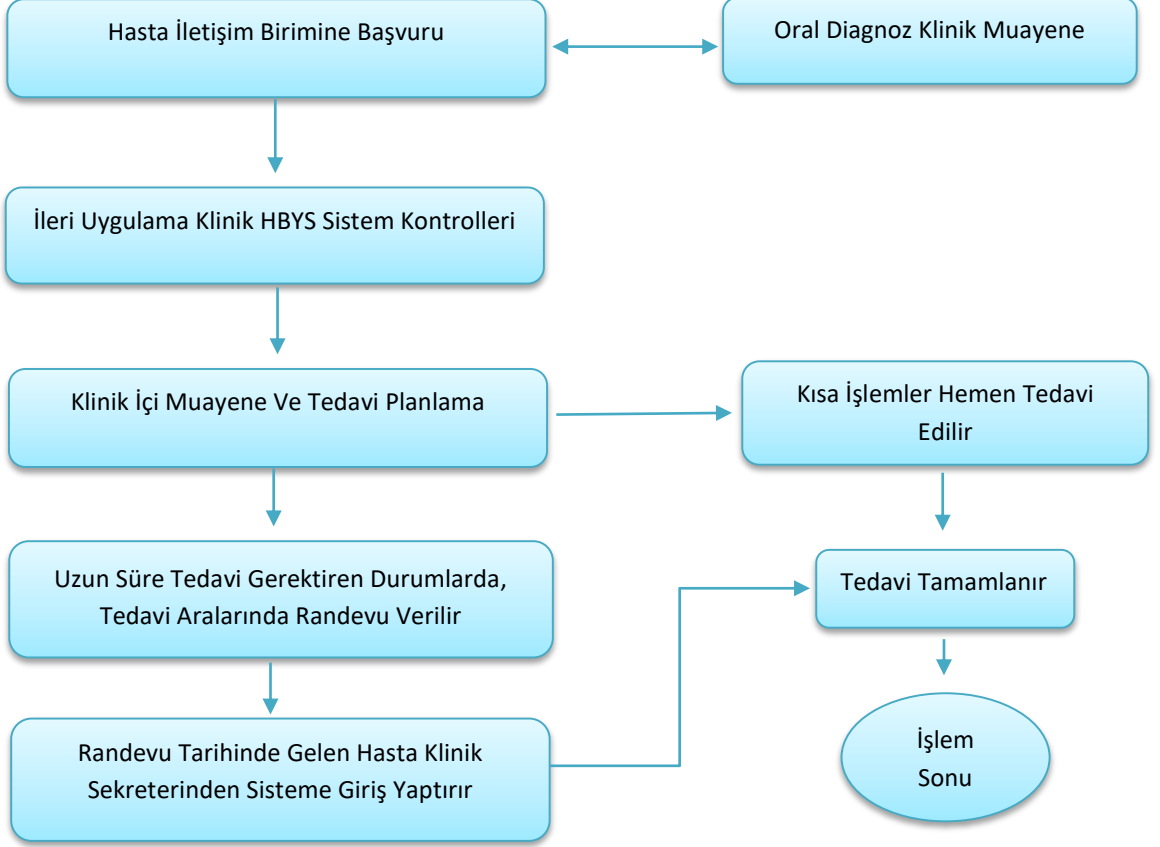 Hasta İletişim Birimine Başvuru
Oral Diagnoz Klinik Muayene
İleri Uygulama Klinik HBYS Sistem Kontrolleri
Klinik İçi Muayene Ve Tedavi Planlama
Kısa İşlemler Hemen Tedavi
Edilir
Uzun Süre Tedavi Gerektiren Durumlarda,
Tedavi Aralarında Randevu Verilir
Tedavi Tamamlanır
Randevu Tarihinde Gelen Hasta Klinik
Sekreterinden Sisteme Giriş Yaptırır
İşlem
Sonu